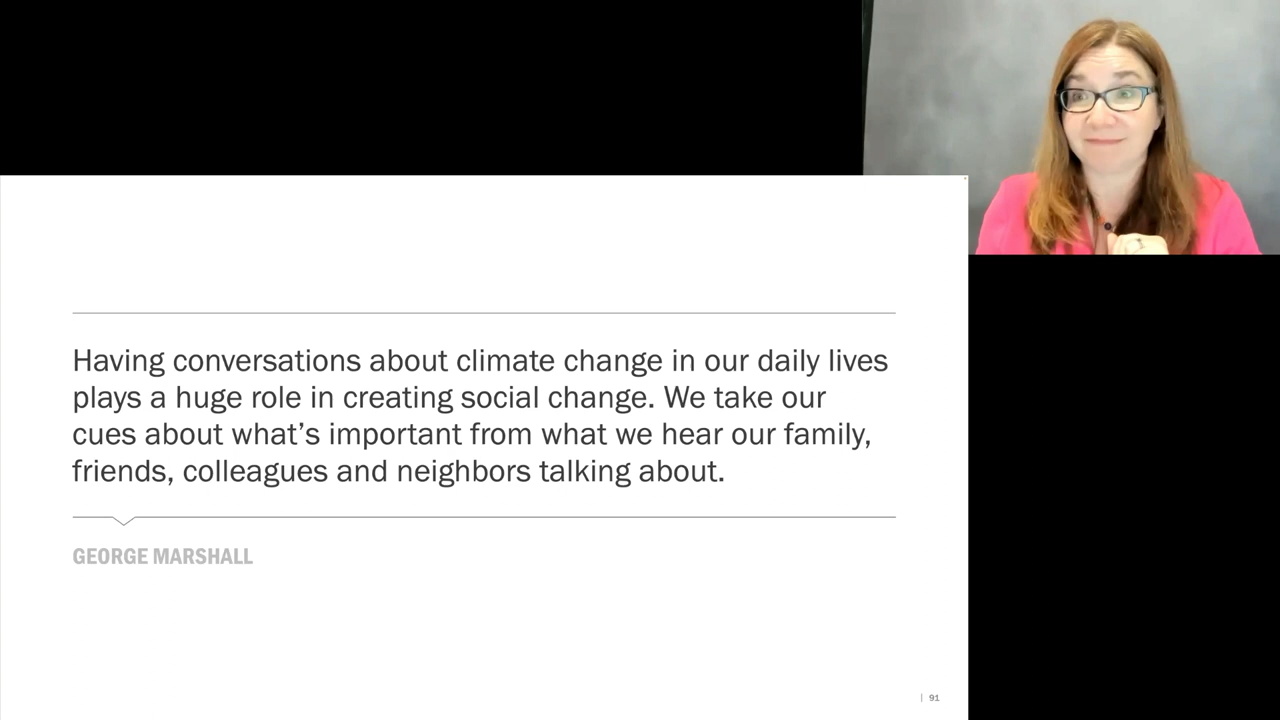 Having conversations about climate change in our daily lives
plays a huge role in creating social change. We take our
cues about what’s important from what we hear our family,
friends, colleagues and neighbors talking about.
GEORGE MARSHALL
| 91